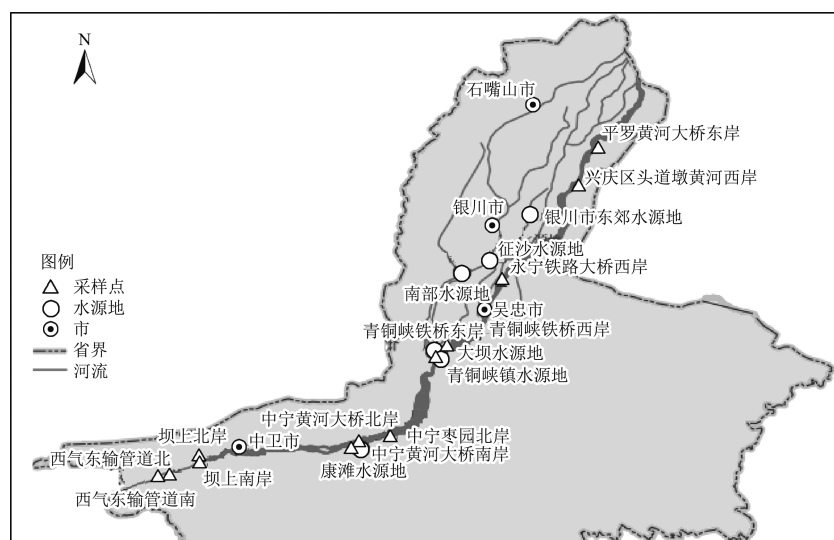 N
石嘴山市
平罗黄河大桥东岸
兴庆区头道墩黄河西岸
银川市
银川市东郊水源地
征沙水源地
永宁铁路大桥西岸
南部水源地
吴忠市
青铜峡铁桥东岸
青铜峡铁桥西岸
大坝水源地
青铜峡镇水源地
图例
采样点
水源地
市
省界
河流
中宁黄河大桥北岸
坝上北岸
中卫市
中宁枣园北岸
西气东输管道北
中宁黄河大桥南岸
坝上南岸
康滩水源地
西气东输管道南